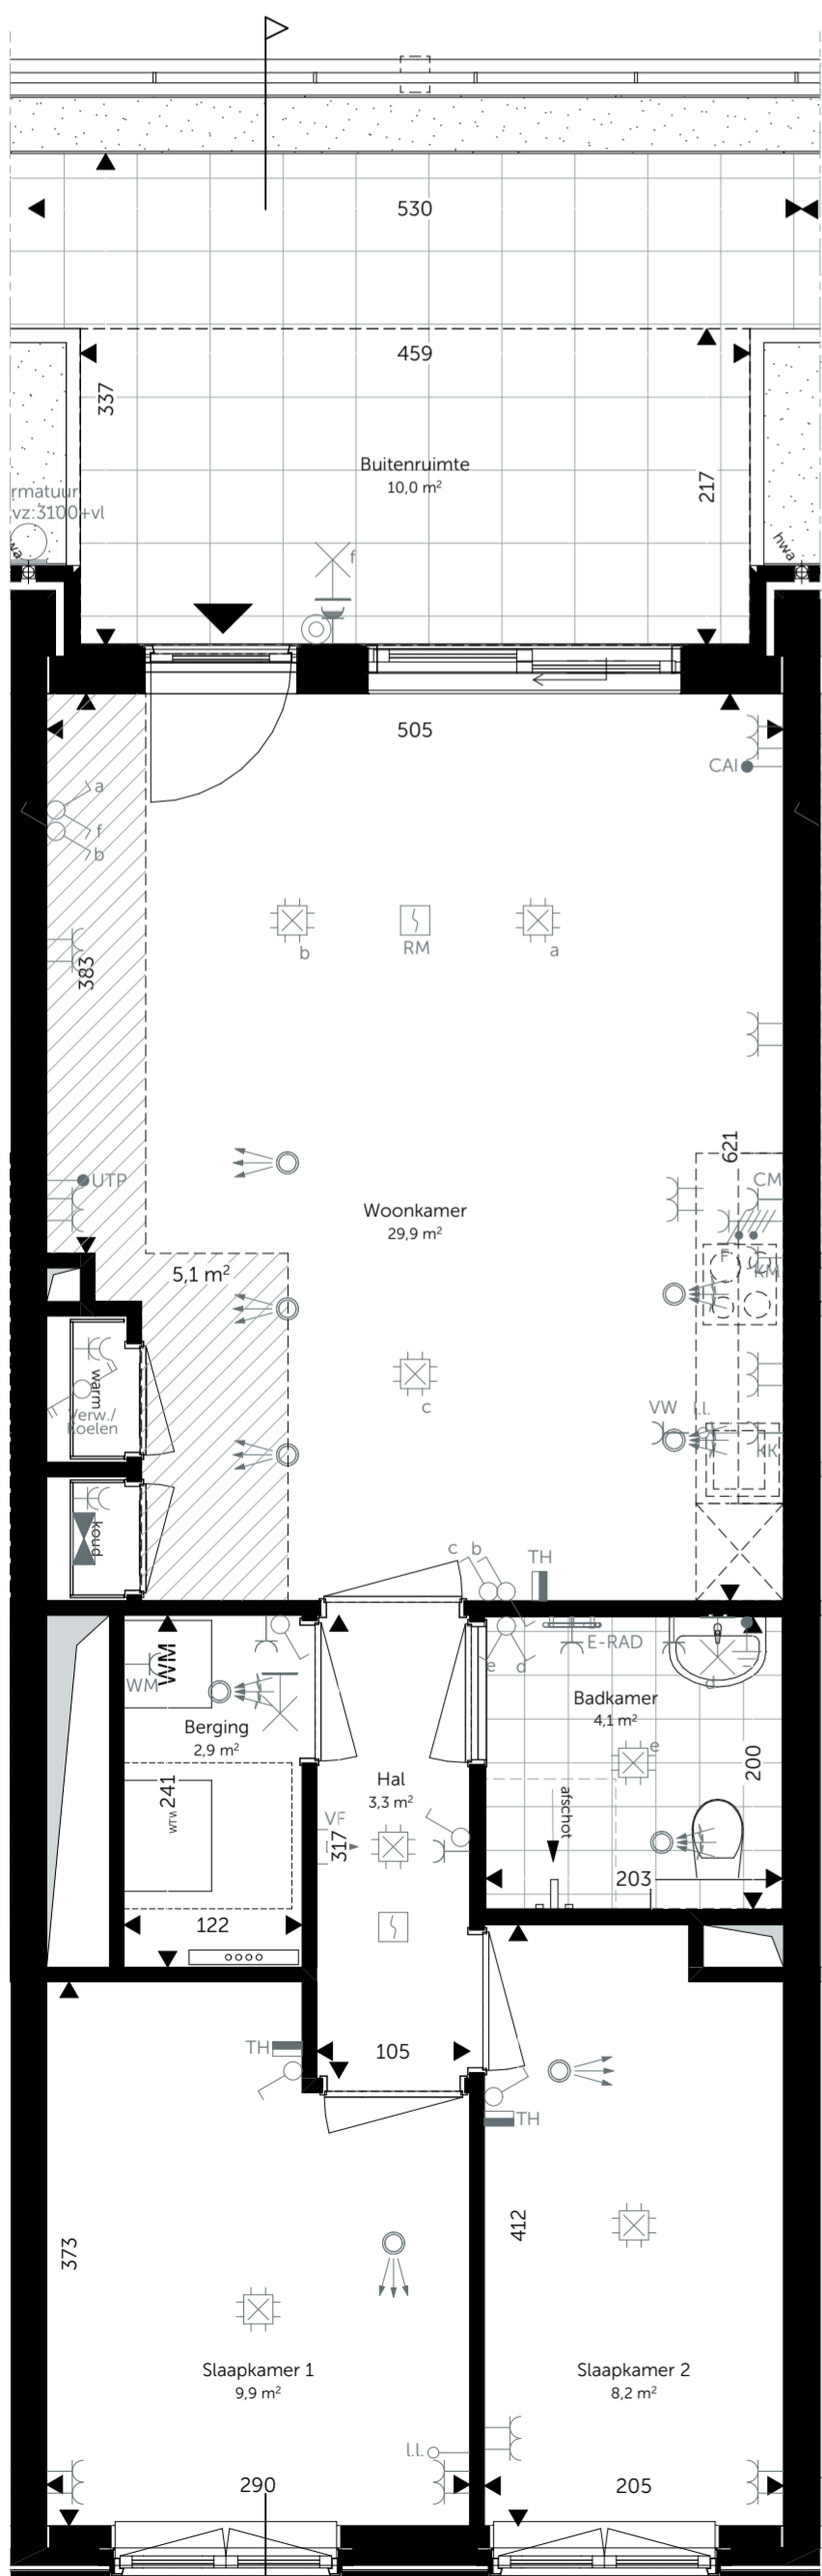 530
459
337
Buitenruimte
10,0 m²
217
rmatuur
vz:3100+vl
hwa
f
505
CAI
a
f
b
b
RM
a
383
621
UTP
CM
Woonkamer
29,9 m²
F
KM
5,1 m²
warm
Verw./
Koelen
c
VW
l.l.
KK
koud
c b
TH
E-RAD
e
d
d
WM
WM
Berging
2,9 m²
Badkamer
4,1 m²
e
200
Hal
3,3 m²
241
WTW
VF
317
afschot
203
122
TH
105
TH
373
412
Slaapkamer 1
9,9 m²
Slaapkamer 2
8,2 m²
l.l.
290
205